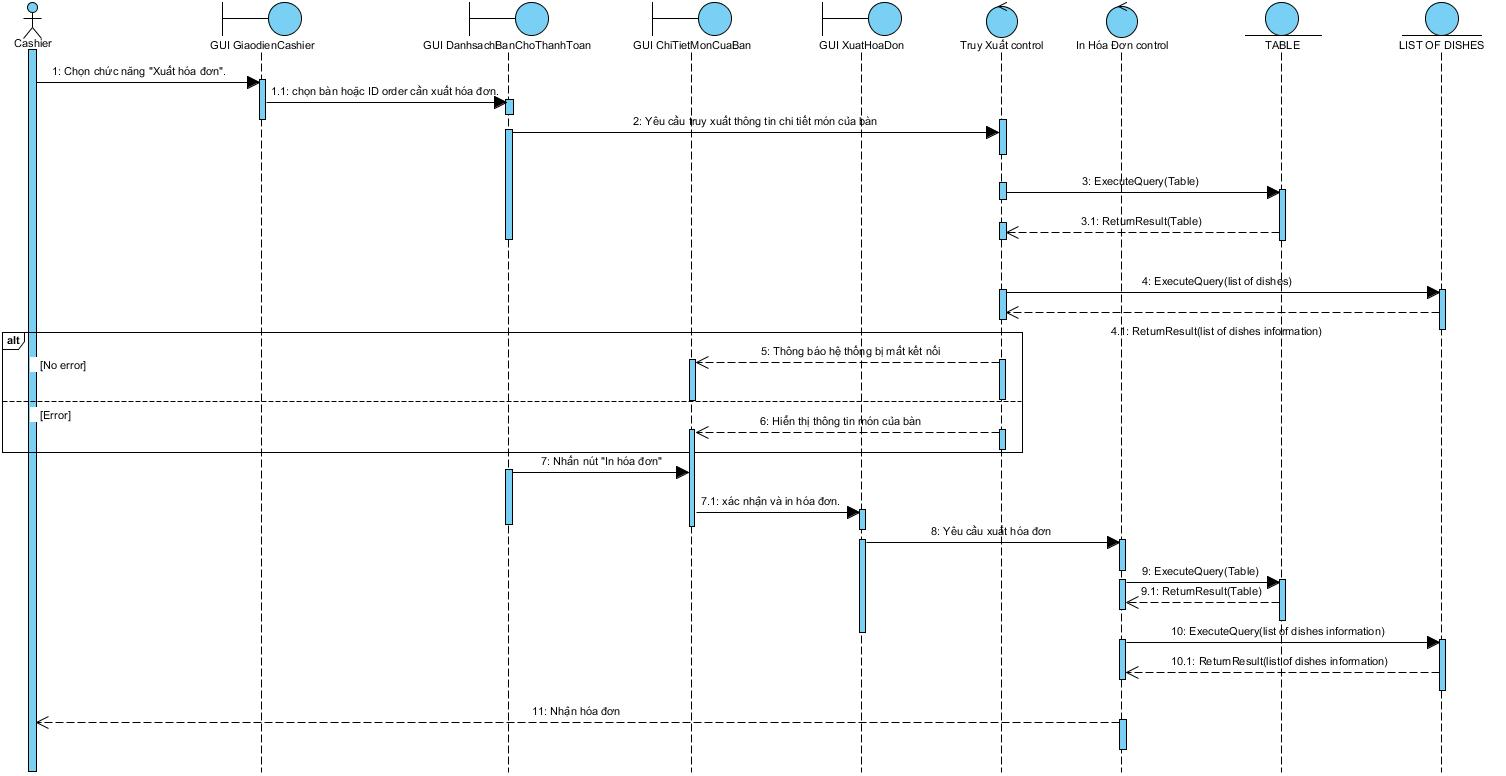 Cashier
GUI GiaodienCashier
GUI DanhsachBanChoThanhToan
GUI ChiTietMonCuaBan
GUI XuatHoaDon
Truy Xuất control
In Hóa Đơn control
TABLE
LIST OF DISHES
1: Chọn chức năng "Xuất hóa đơn".
1.1: chọn bàn hoặc ID order cần xuất hóa đơn.
2: Yêu cầu truy xuất thông tin chi tiết món của bàn
3: ExecuteQuery(Table)
3.1: ReturnResult(Table)
4: ExecuteQuery(list of dishes)
4.1: ReturnResult(list of dishes information)
alt
5: Thông báo hệ thống bị mất kết nối
[No error]
[Error]
6: Hiển thị thông tin món của bàn
7: Nhấn nút "In hóa đơn"
7.1: xác nhận và in hóa đơn.
8: Yêu cầu xuất hóa đơn
9: ExecuteQuery(Table)
9.1: ReturnResult(Table)
10: ExecuteQuery(list of dishes information)
10.1: ReturnResult(list of dishes information)
11: Nhận hóa đơn